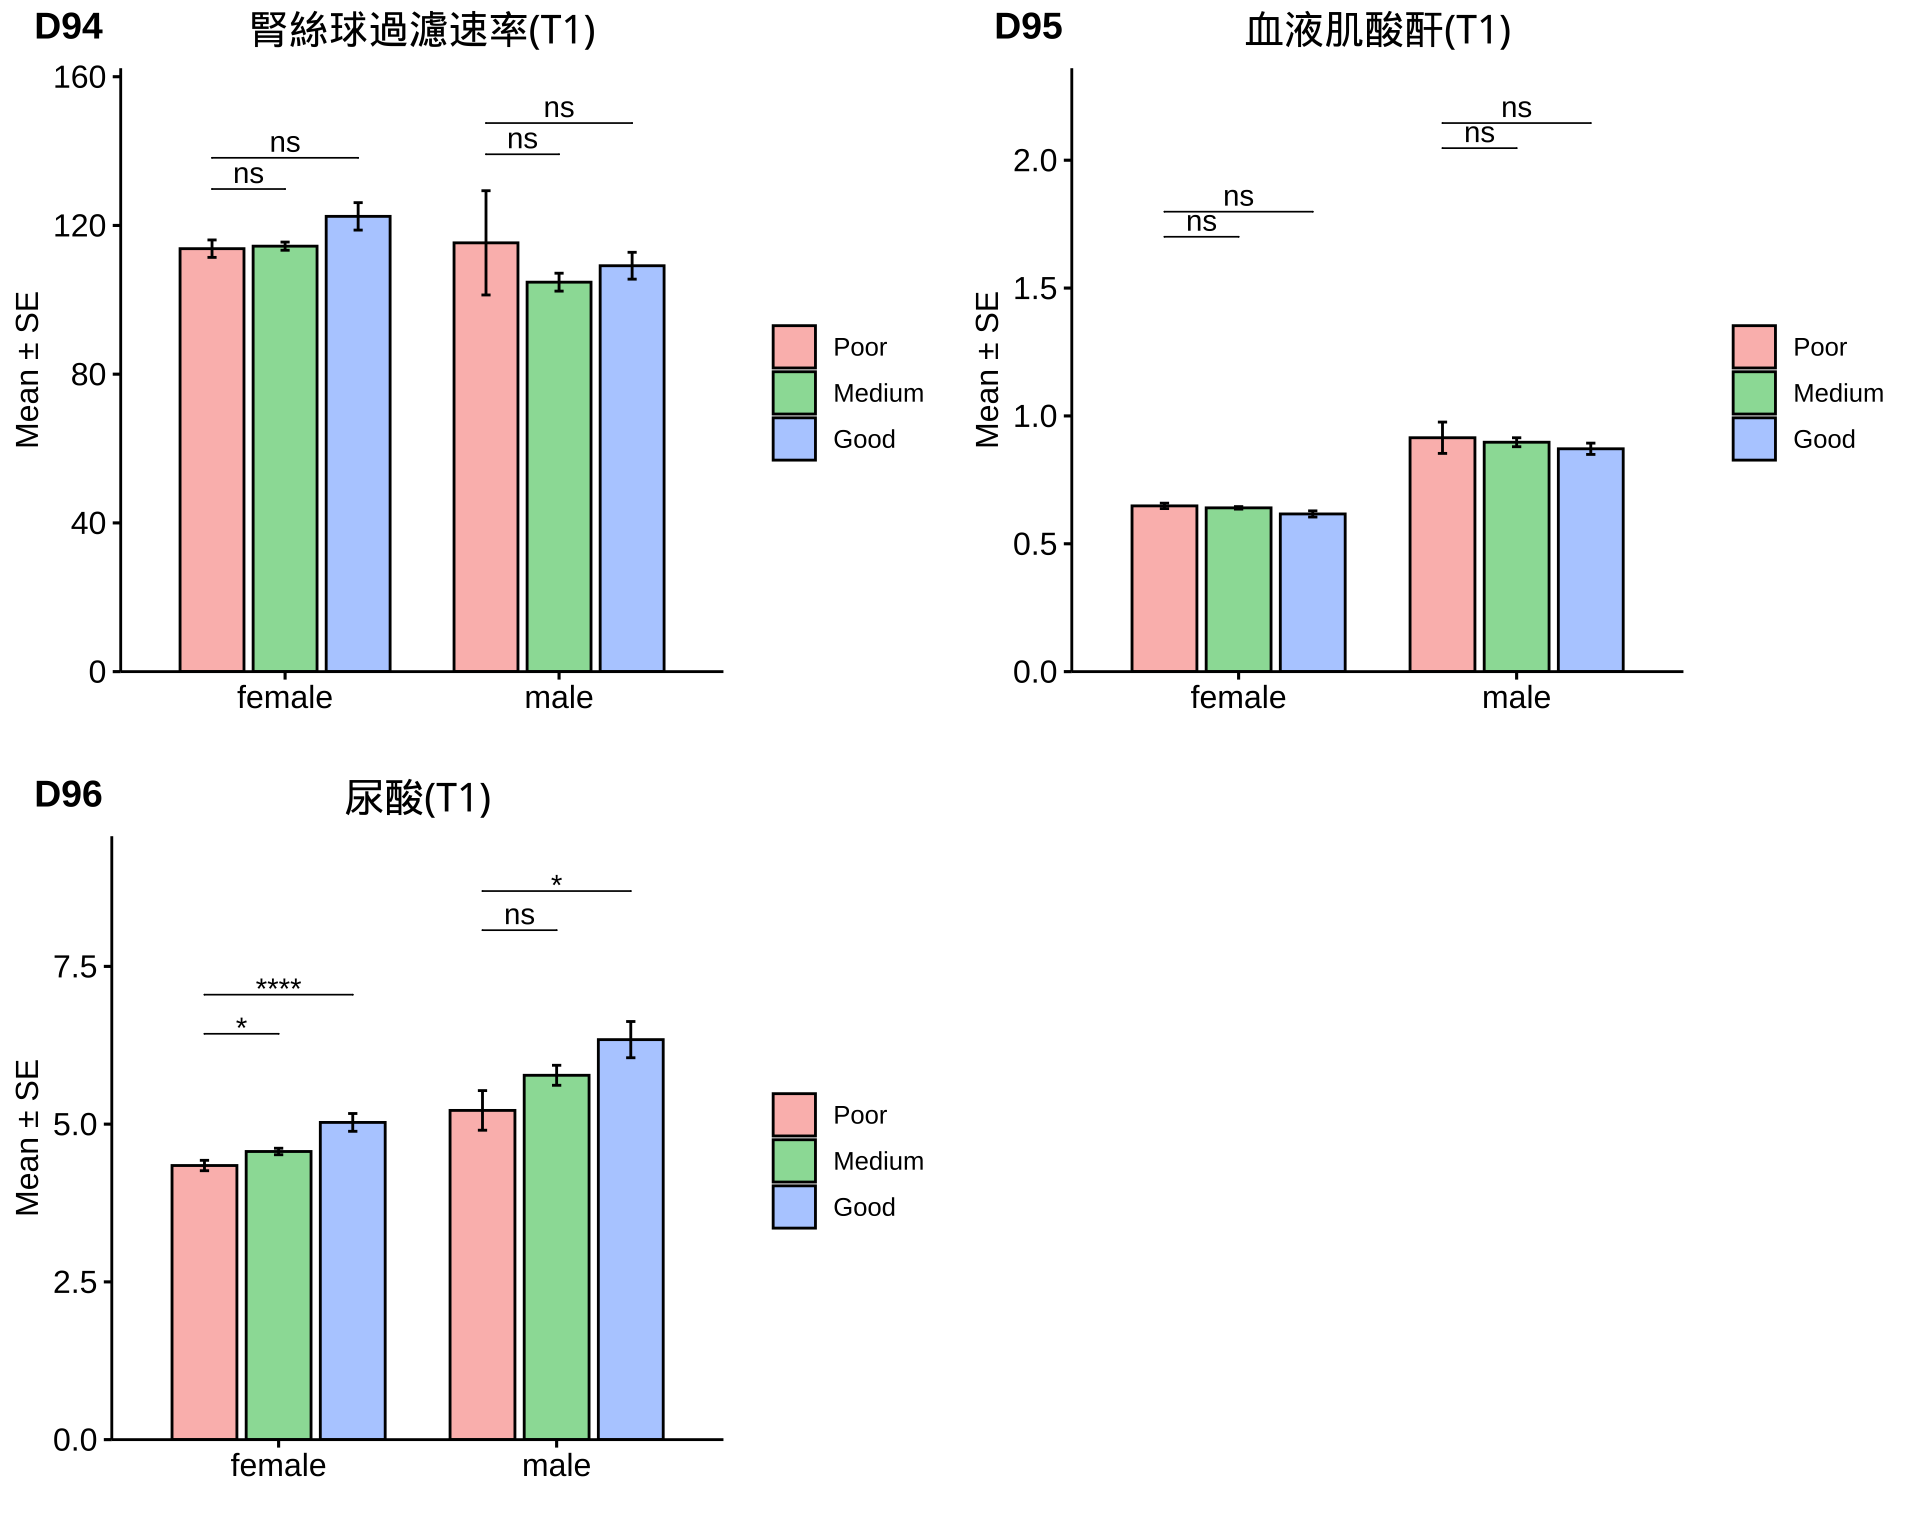 D94
腎絲球過濾速率(T1)
160
120
80
40
0
Mean ± SE
ns
ns
ns
ns
female
male
Poor
Medium
Good
D95
血液肌酸酐(T1)
2.0
1.5
1.0
0.5
0.0
Mean ± SE
ns
ns
ns
ns
female
male
Poor
Medium
Good
D96
尿酸(T1)
7.5
5.0
2.5
0.0
Mean ± SE
*
ns
****
*
female
male
Poor
Medium
Good